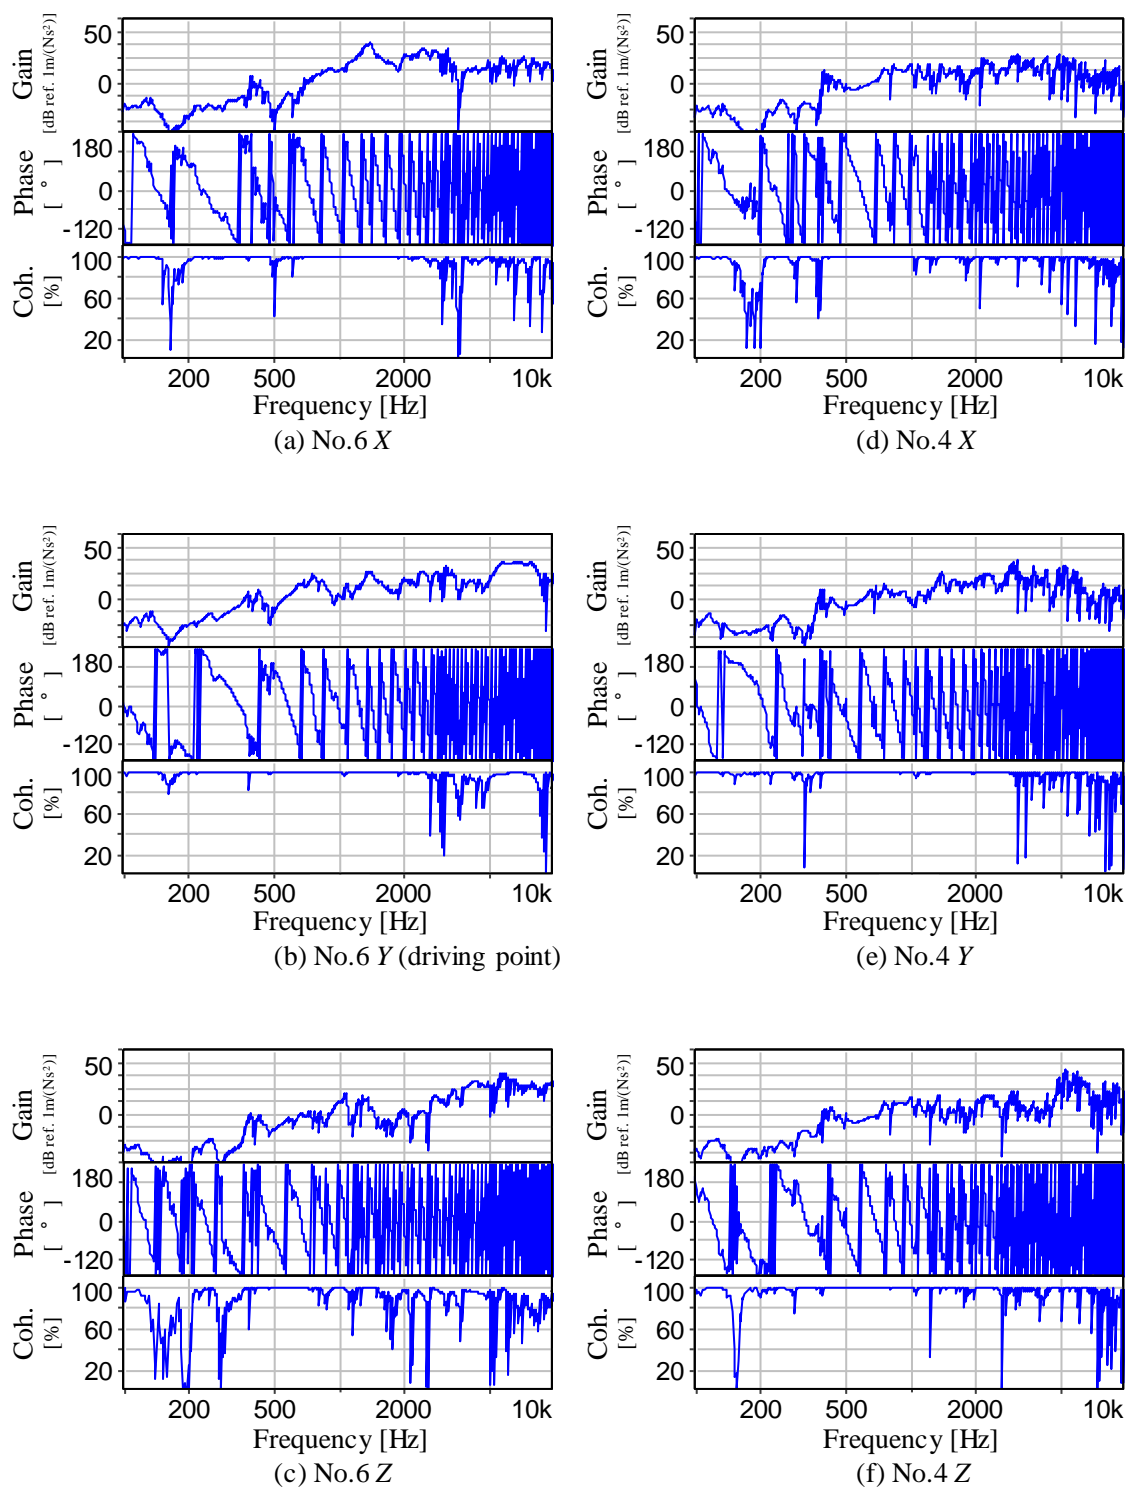 50
0
Gain
[dB ref. 1m/(Ns²)]
180
0
-120
Phase
[ ° ]
100
60
20
Coh.
[%]
200 500 2000 10k
Frequency [Hz]
(a) No.6 X
50
0
Gain
[dB ref. 1m/(Ns²)]
180
0
-120
Phase
[ ° ]
100
60
20
Coh.
[%]
200 500 2000 10k
Frequency [Hz]
(d) No.4 X
50
0
Gain
[dB ref. 1m/(Ns²)]
180
0
-120
Phase
[ ° ]
100
60
20
Coh.
[%]
200 500 2000 10k
Frequency [Hz]
(b) No.6 Y (driving point)
50
0
Gain
[dB ref. 1m/(Ns²)]
180
0
-120
Phase
[ ° ]
100
60
20
Coh.
[%]
200 500 2000 10k
Frequency [Hz]
(e) No.4 Y
50
0
Gain
[dB ref. 1m/(Ns²)]
180
0
-120
Phase
[ ° ]
100
60
20
Coh.
[%]
200 500 2000 10k
Frequency [Hz]
(c) No.6 Z
50
0
Gain
[dB ref. 1m/(Ns²)]
180
0
-120
Phase
[ ° ]
100
60
20
Coh.
[%]
200 500 2000 10k
Frequency [Hz]
(f) No.4 Z